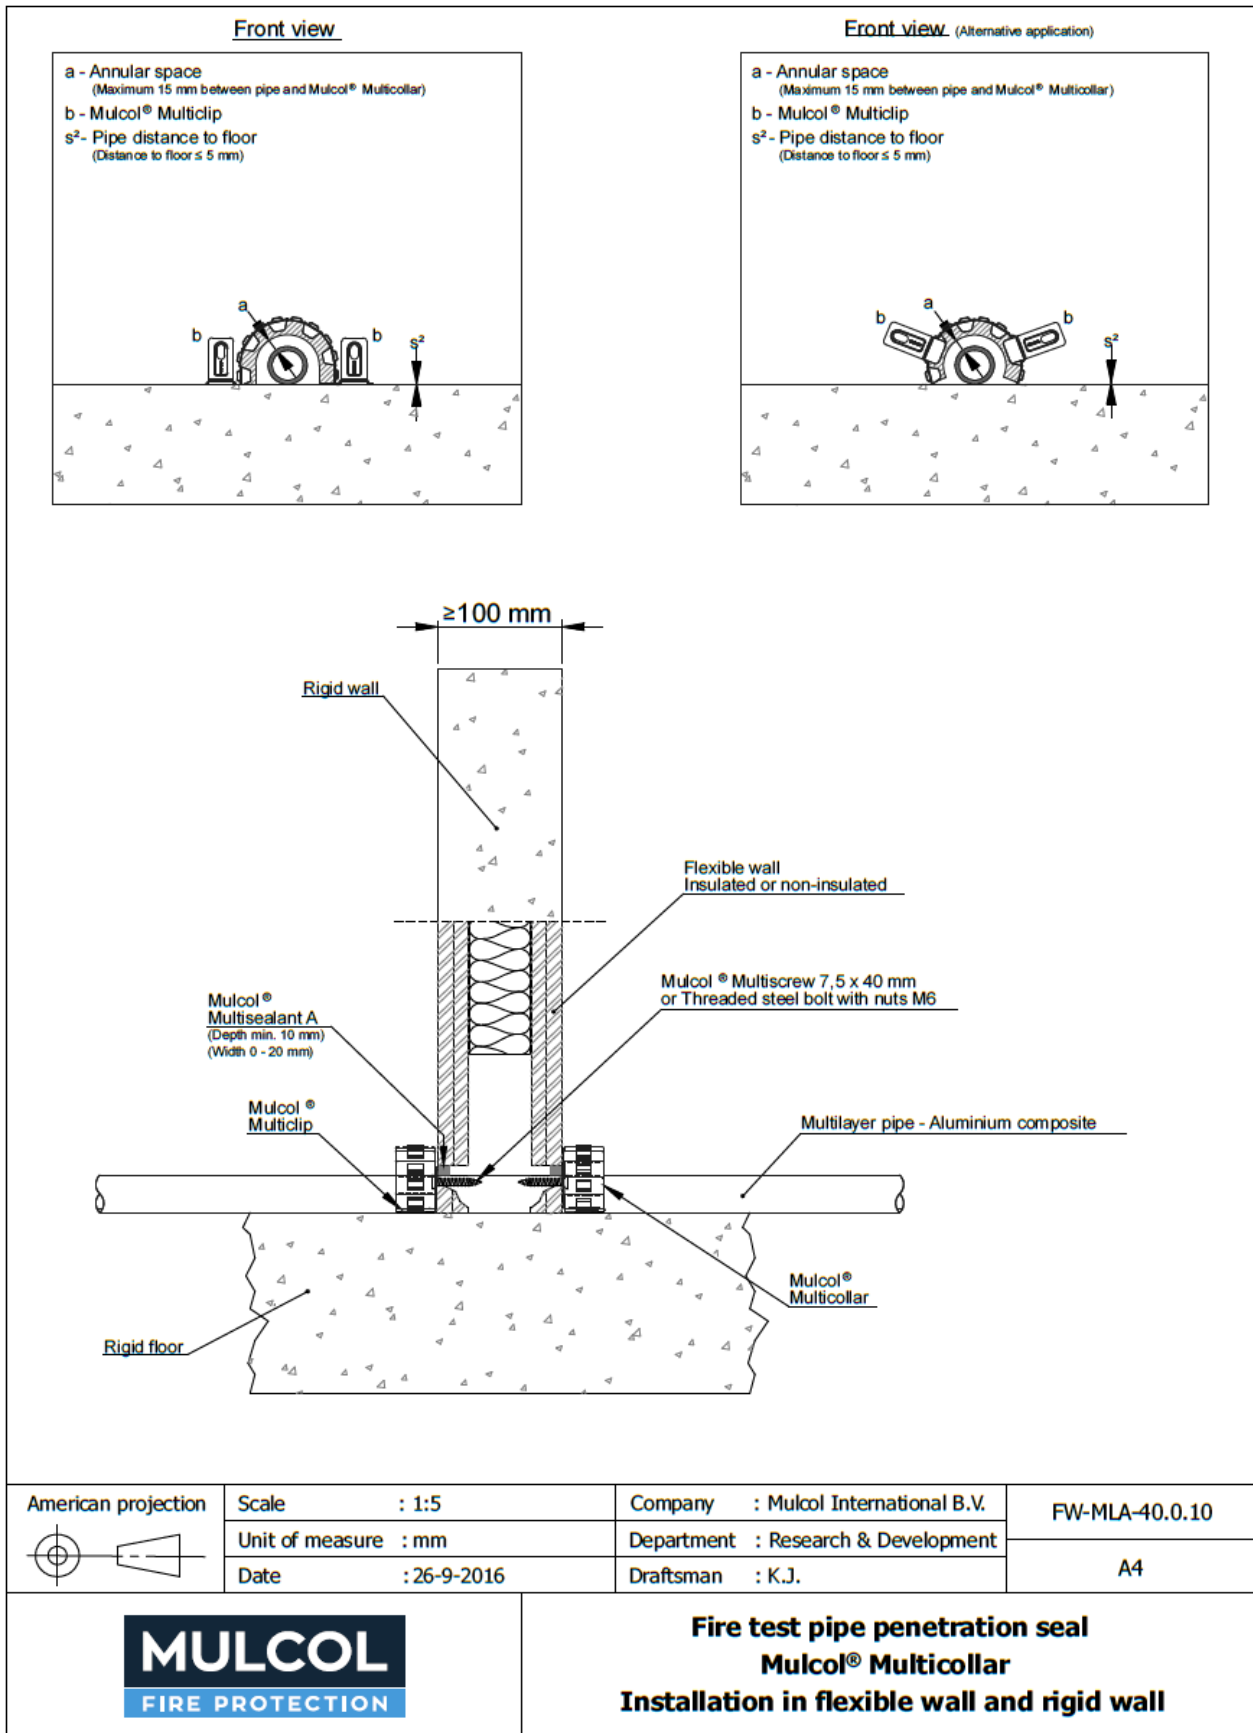 Front view
a - Annular space
(Maximum 15 mm between pipe and Mulcol® Multicollar)
b - Mulcol® Multiclip
s²- Pipe distance to floor
(Distance to floor ≤ 5 mm)
a
b
b
s²
Front view (Alternative application)
a - Annular space
(Maximum 15 mm between pipe and Mulcol® Multicollar)
b - Mulcol® Multiclip
s²- Pipe distance to floor
(Distance to floor ≤ 5 mm)
a
b
b
s²
≥100 mm
Rigid wall
Flexible wall
Insulated or non-insulated
Mulcol® Multiscrew 7,5 x 40 mm
or Threaded steel bolt with nuts M6
Mulcol®
Multisealant A
(Depth min. 10 mm)
(Width 0 - 20 mm)
Mulcol®
Multiclip
Multilayer pipe - Aluminium composite
Mulcol®
Multicollar
Rigid floor
American projection
Scale : 1:5
Unit of measure : mm
Date : 26-9-2016
Company : Mulcol International B.V.
Department : Research & Development
Draftsman : K.J.
FW-MLA-40.0.10
A4
MULCOL
FIRE PROTECTION
Fire test pipe penetration seal
Mulcol® Multicollar
Installation in flexible wall and rigid wall